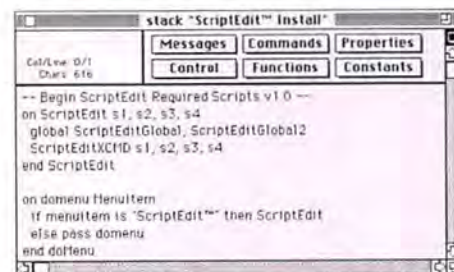 stack "ScriptEdit™ Install"
Messages Commands Properties
Col/Line: 0/1
Chars: 616
Control Functions Constants
-- Begin ScriptEdit Required Scripts v1.0 --
on ScriptEdit s1, s2, s3, s4
global ScriptEditGlobal, ScriptEditGlobal2
ScriptEditXCMD s1, s2, s3, s4
end ScriptEdit
on domenu MenuItem
if menuitem is "ScriptEdit™" then ScriptEdit
else pass domenu
end doMenu